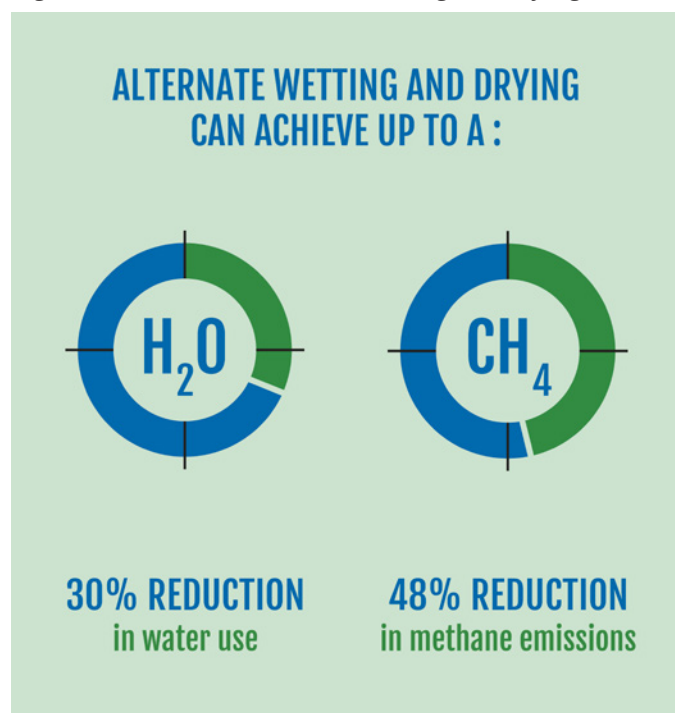 ALTERNATE WETTING AND DRYING
CAN ACHIEVE UP TO A :
H₂O
CH₄
30% REDUCTION
in water use
48% REDUCTION
in methane emissions